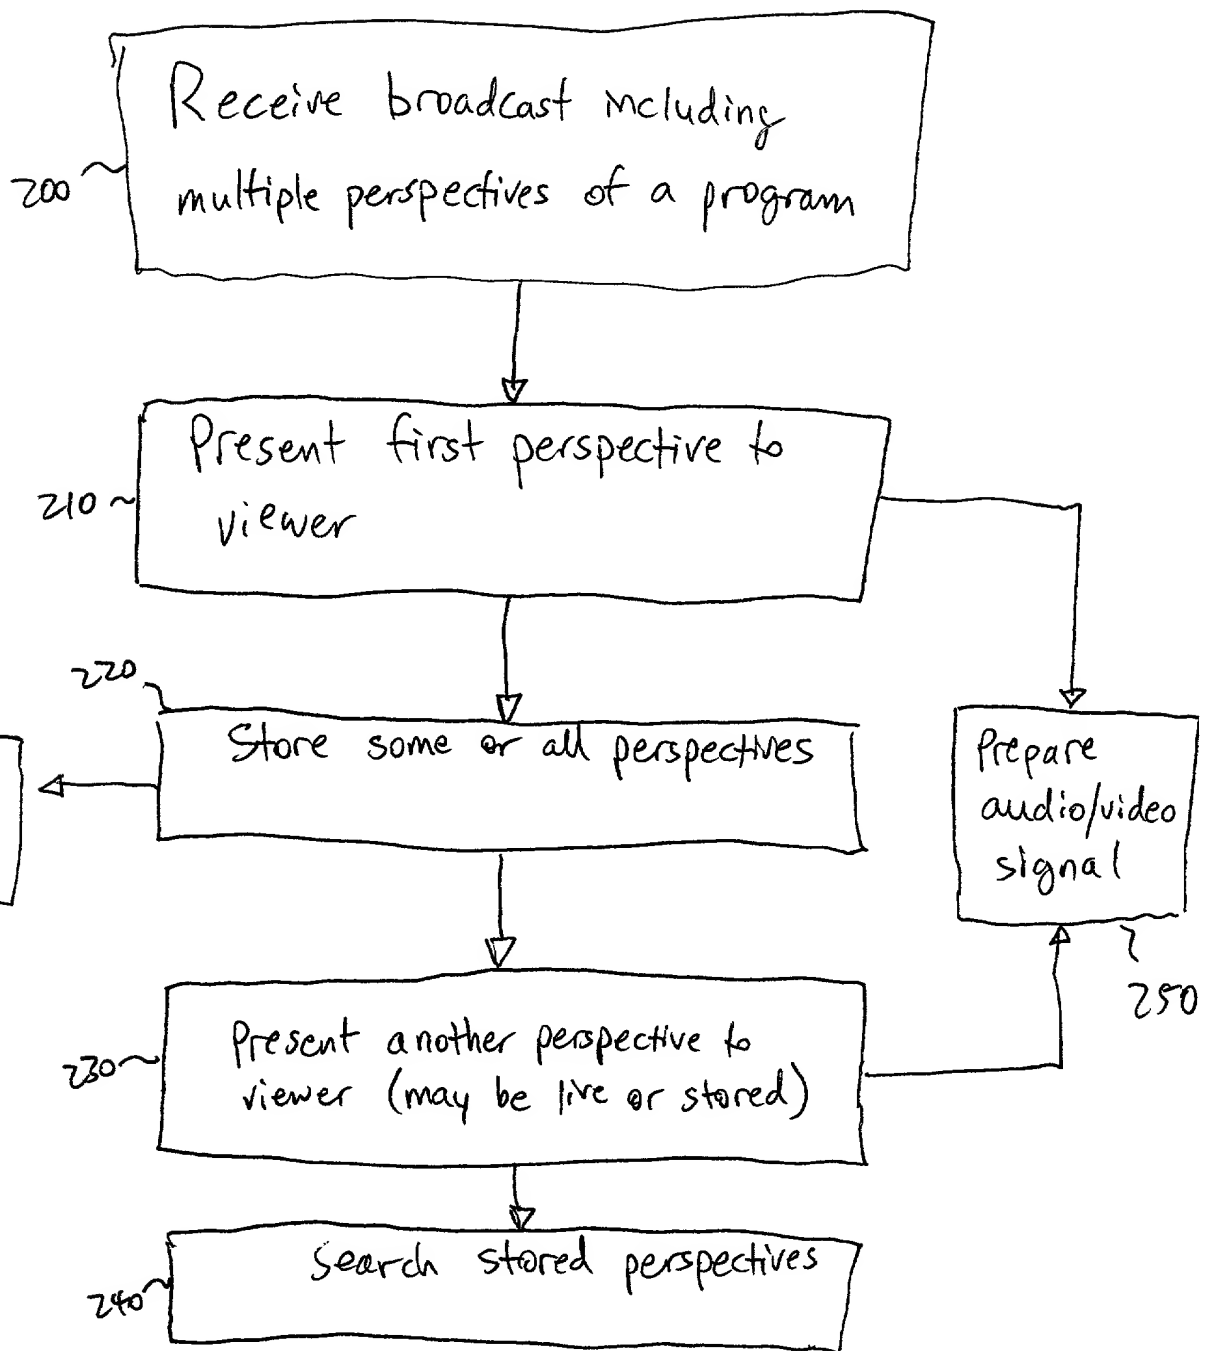 Receive broadcast including
multiple perspectives of a program
200
Present first perspective to
viewer
210
220
Store some or all perspectives
Prepare
audio/video
signal
250
Present another perspective to
viewer (may be live or stored)
230
Search stored perspectives
240